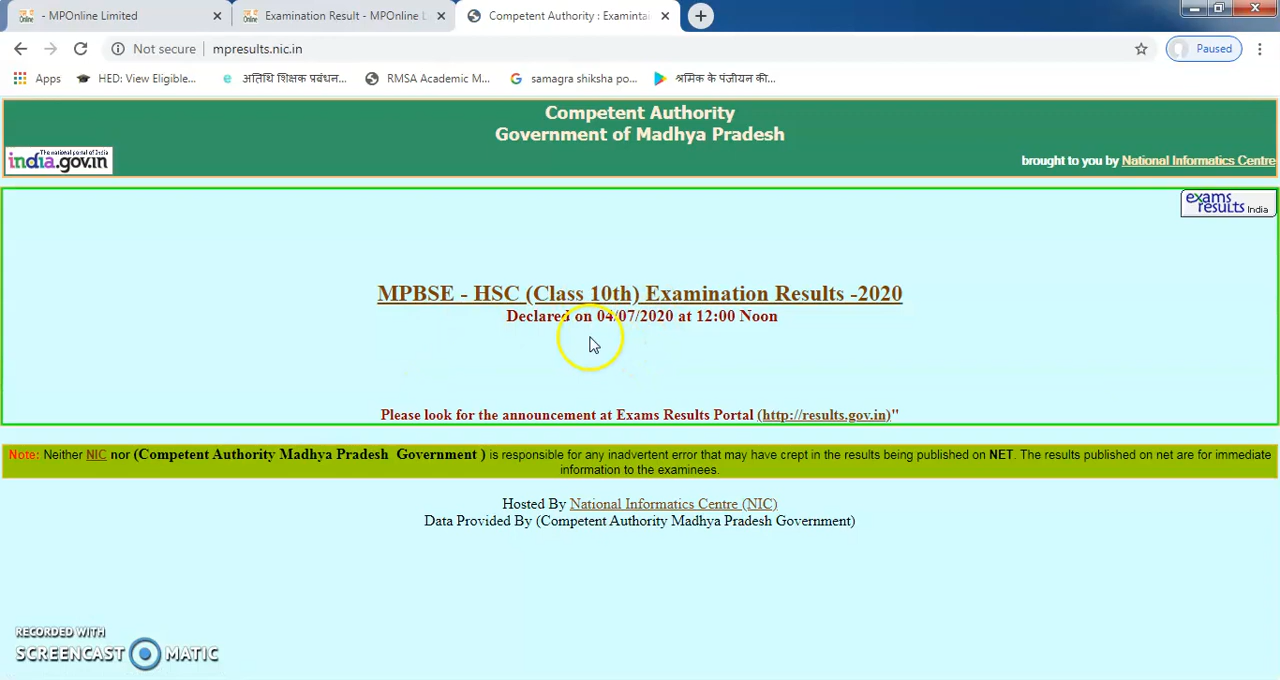 - MPOnline Limited
Examination Result - MPOnline L
Competent Authority : Examintat
Not secure
mpresults.nic.in
Paused
Apps
HED: View Eligible...
अतिथि शिक्षक प्रबंधन...
RMSA Academic M...
samagra shiksha po...
श्रमिक के पंजीयन की...
Competent Authority
Government of Madhya Pradesh
The national portal of India
india.gov.in
brought to you by National Informatics Centre
exams
results India
MPBSE - HSC (Class 10th) Examination Results -2020
Declared on 04/07/2020 at 12:00 Noon
Please look for the announcement at Exams Results Portal (http://results.gov.in)"
Note: Neither NIC nor (Competent Authority Madhya Pradesh Government ) is responsible for any inadvertent error that may have crept in the results being published on NET. The results published on net are for immediate
information to the examinees.
Hosted By National Informatics Centre (NIC)
Data Provided By (Competent Authority Madhya Pradesh Government)
RECORDED WITH
SCREENCAST MATIC